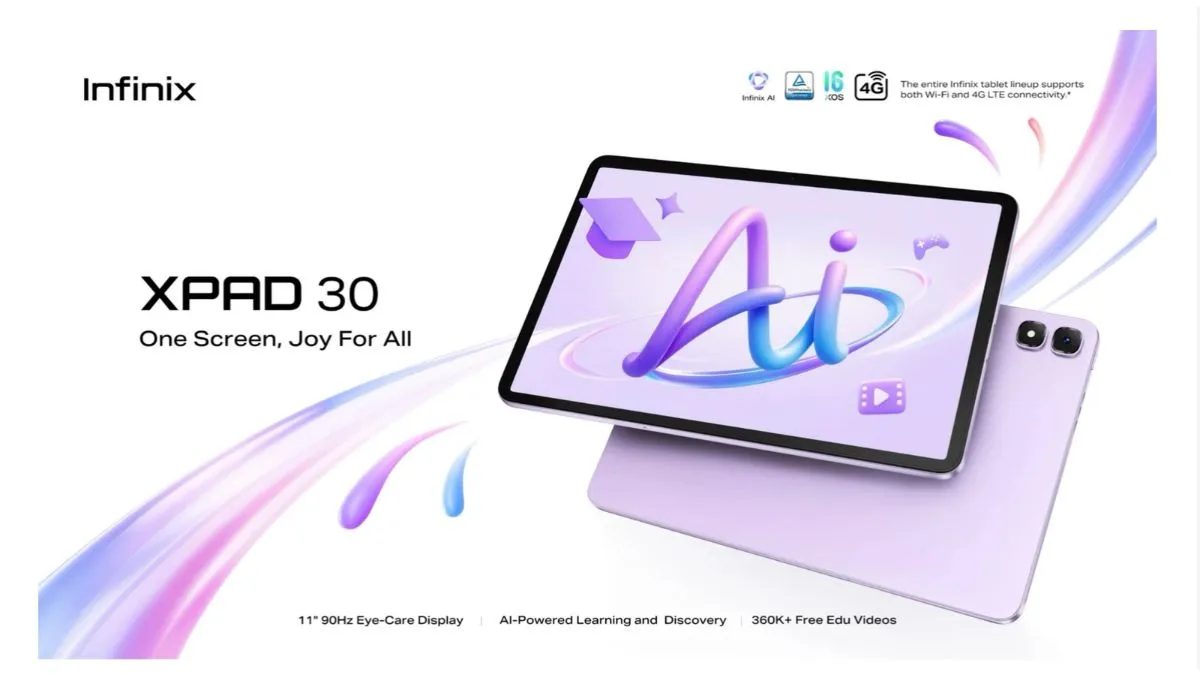 Infinix
Infinix AI
16
XOS
4G
The entire Infinix tablet lineup supports
both Wi-Fi and 4G LTE connectivity.*
XPAD 30
One Screen, Joy For All
Ai
11" 90Hz Eye-Care Display | AI-Powered Learning and Discovery | 360K+ Free Edu Videos